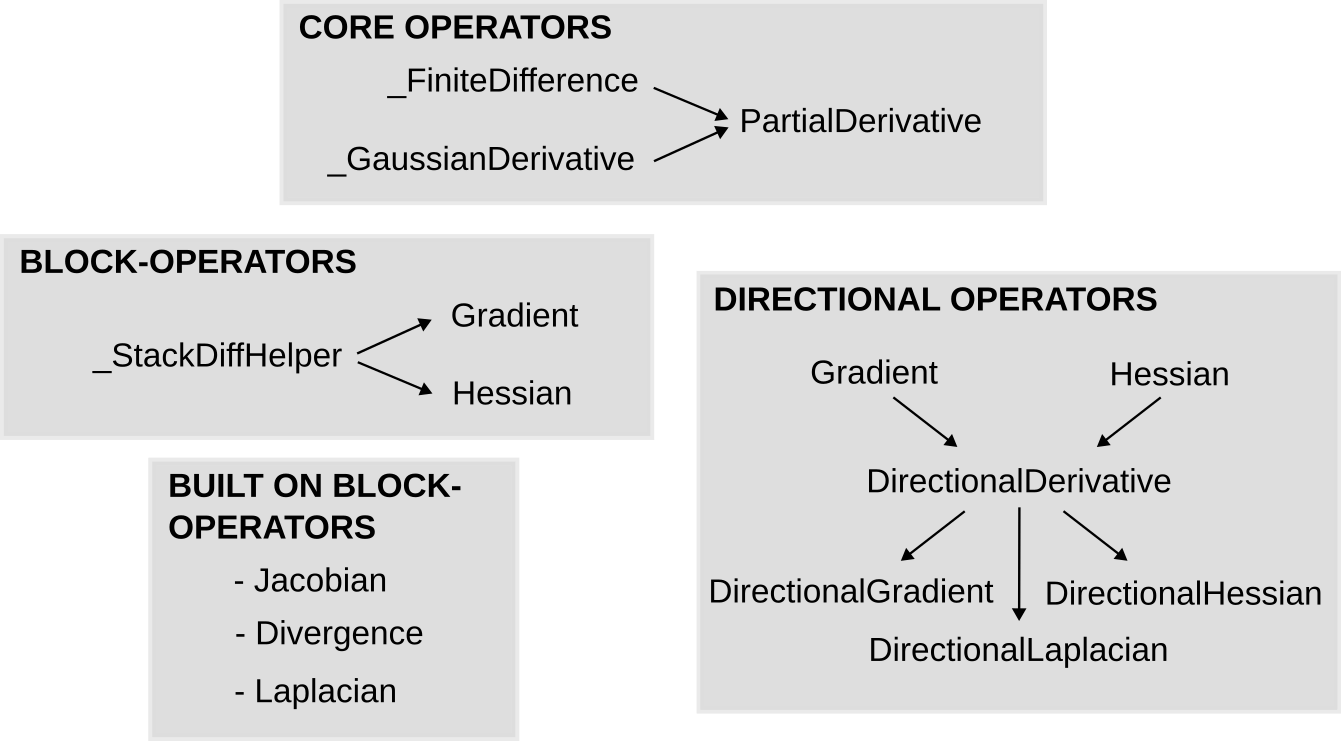 CORE OPERATORS
_FiniteDifference
PartialDerivative
_GaussianDerivative
BLOCK-OPERATORS
Gradient
_StackDiffHelper
Hessian
BUILT ON BLOCK-
OPERATORS
- Jacobian
- Divergence
- Laplacian
DIRECTIONAL OPERATORS
Gradient
Hessian
DirectionalDerivative
DirectionalGradient
DirectionalHessian
DirectionalLaplacian